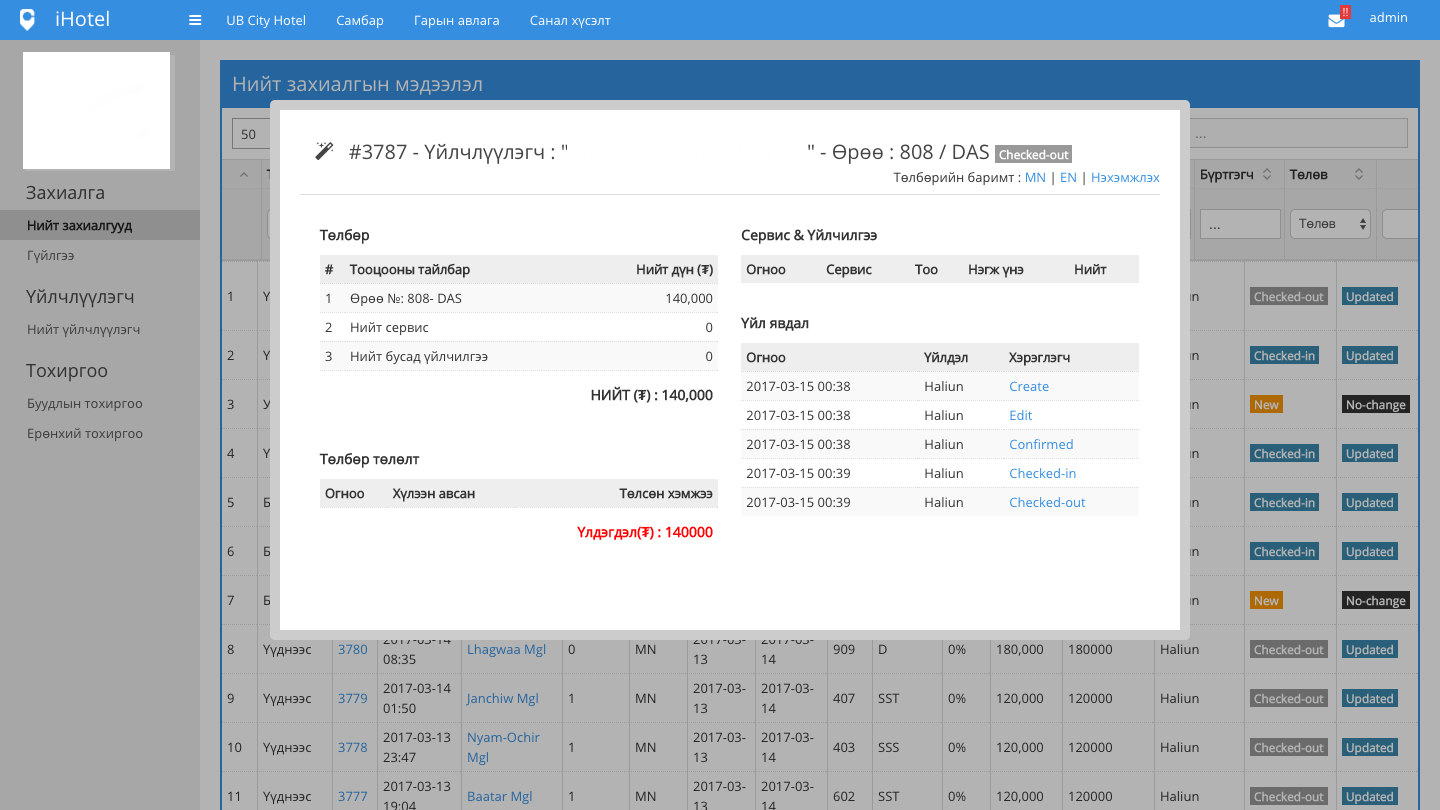 iHotel
UB City Hotel Самбар Гарын авлага Санал хүсэлт
!! admin
Захиалга
Нийт захиалгууд
Гүйлгээ
Үйлчлүүлэгч
Нийт үйлчлүүлэгч
Тохиргоо
Буудлын тохиргоо
Ерөнхий тохиргоо
Нийт захиалгын мэдээлэл
50 ...
Бүртгэгч Төлөв
... Төлөв
#3787 - Үйлчлүүлэгч : " " - Өрөө : 808 / DAS Checked-out
Төлбөрийн баримт : MN | EN | Нэхэмжлэх
Төлбөр
# Тооцооны тайлбар Нийт дүн (₮)
1 Өрөө №: 808- DAS 140,000
2 Нийт сервис 0
3 Нийт бусад үйлчилгээ 0
НИЙТ (₮) : 140,000
Төлбөр төлөлт
Огноо Хүлээн авсан Төлсөн хэмжээ
Үлдэгдэл(₮) : 140000
Сервис & Үйлчилгээ
Огноо Сервис Тоо Нэгж үнэ Нийт
Үйл явдал
Огноо Үйлдэл Хэрэглэгч
2017-03-15 00:38 Haliun Create
2017-03-15 00:38 Haliun Edit
2017-03-15 00:38 Haliun Confirmed
2017-03-15 00:39 Haliun Checked-in
2017-03-15 00:39 Haliun Checked-out
1 Checked-out Updated
2 Checked-in Updated
3 New No-change
4 Checked-in Updated
5 Checked-in Updated
6 Checked-in Updated
7 New No-change
8 Үүднээс 3780 2017-03-14 08:35 Lhagwaa Mgl 0 MN 2017-03-13 2017-03-14 909 D 0% 180,000 180000 Haliun Checked-out Updated
9 Үүднээс 3779 2017-03-14 01:50 Janchiw Mgl 1 MN 2017-03-13 2017-03-14 407 SST 0% 120,000 120000 Haliun Checked-out Updated
10 Үүднээс 3778 2017-03-13 23:47 Nyam-Ochir Mgl 1 MN 2017-03-13 2017-03-14 403 SSS 0% 120,000 120000 Haliun Checked-out Updated
11 Үүднээс 3777 2017-03-13 19:04 Baatar Mgl 1 MN 2017-03-13 2017-03-14 602 SST 0% 120,000 120000 Haliun Checked-out Updated